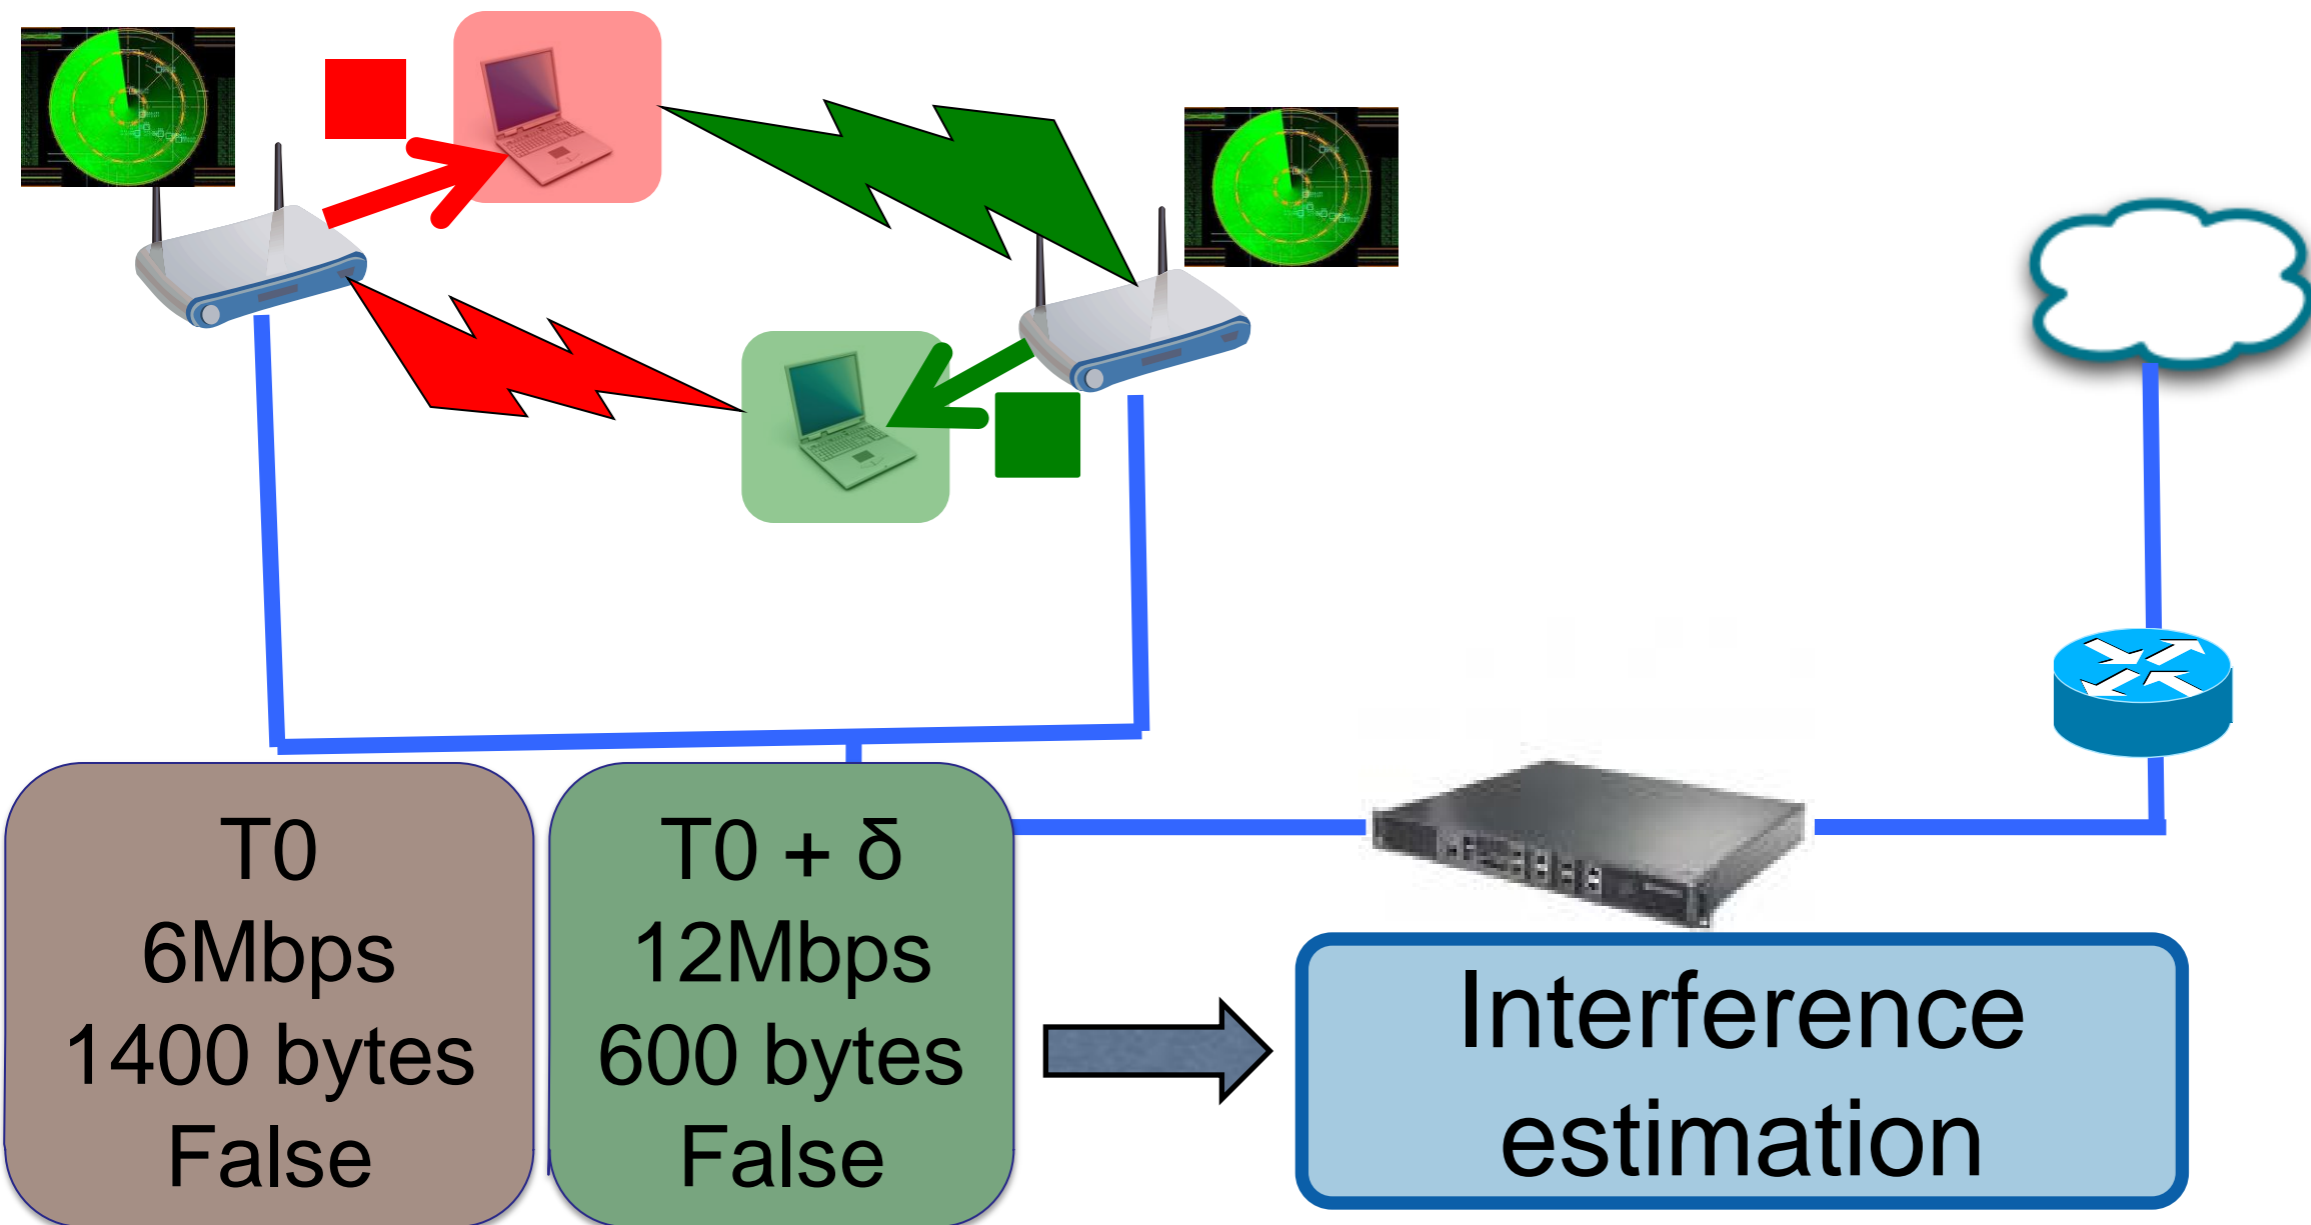 T0
6Mbps
1400 bytes
False
T0 + δ
12Mbps
600 bytes
False
Interference
estimation